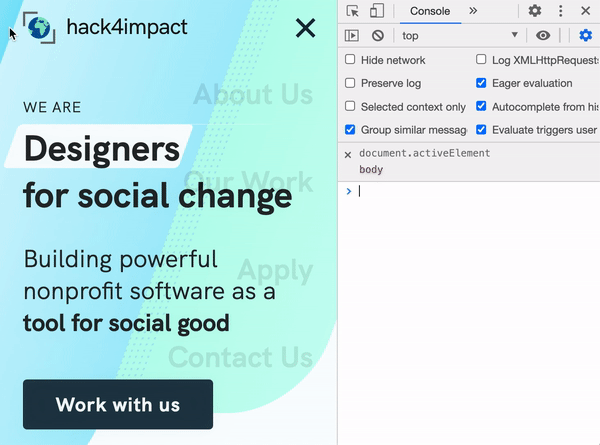 hack4impact
About Us
WE ARE
Designers
Our Work
for social change
Building powerful
Apply
nonprofit software as a
tool for social good
Contact Us
Work with us
Console
»
top
Hide network
Log XMLHttpRequests
Preserve log
Eager evaluation
Selected context only
Autocomplete from his
Group similar messag
Evaluate triggers user
document.activeElement
body